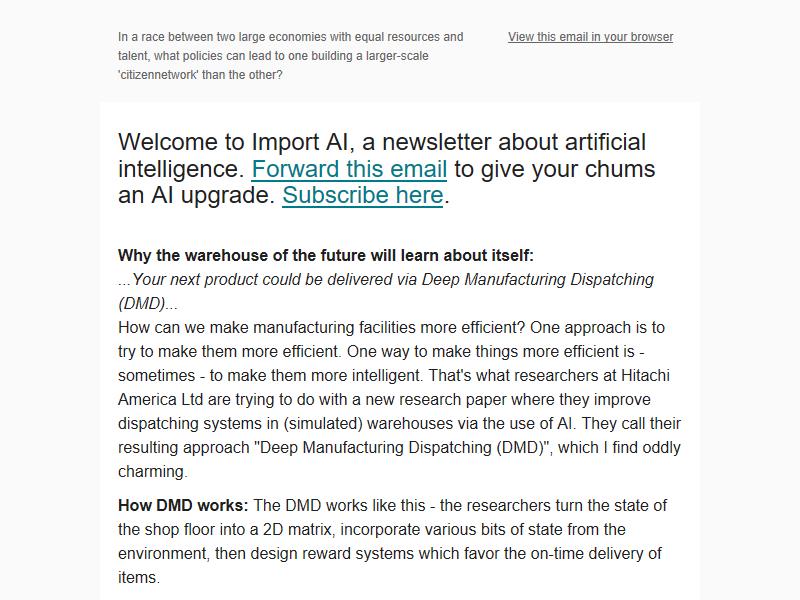 In a race between two large economies with equal resources and
talent, what policies can lead to one building a larger-scale
'citizennetwork' than the other?
View this email in your browser
Welcome to Import AI, a newsletter about artificial
intelligence. Forward this email to give your chums
an AI upgrade. Subscribe here.
Why the warehouse of the future will learn about itself:
...Your next product could be delivered via Deep Manufacturing Dispatching
(DMD)...
How can we make manufacturing facilities more efficient? One approach is to
try to make them more efficient. One way to make things more efficient is -
sometimes - to make them more intelligent. That's what researchers at Hitachi
America Ltd are trying to do with a new research paper where they improve
dispatching systems in (simulated) warehouses via the use of AI. They call their
resulting approach "Deep Manufacturing Dispatching (DMD)", which I find oddly
charming.
How DMD works: The DMD works like this - the researchers turn the state of
the shop floor into a 2D matrix, incorporate various bits of state from the
environment, then design reward systems which favor the on-time delivery of
items.